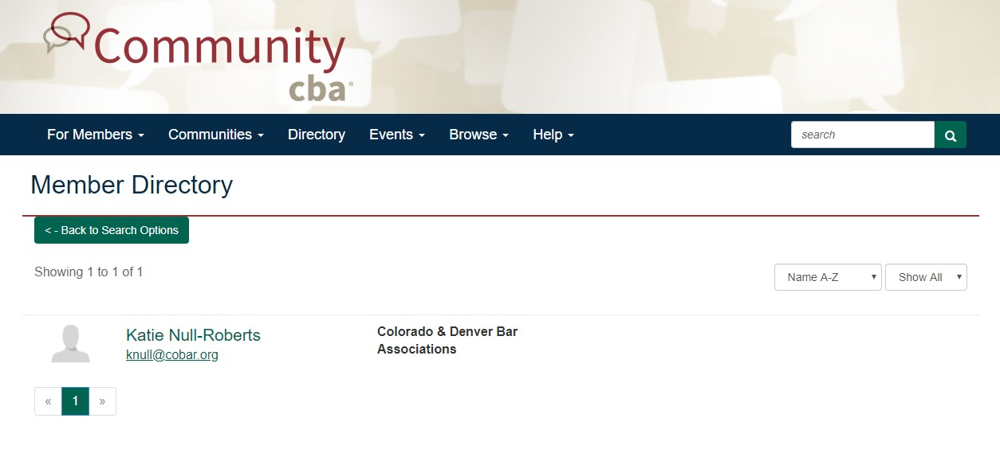 Community
cba
For Members Communities Directory Events Browse Help search
Member Directory
< - Back to Search Options
Showing 1 to 1 of 1
Name A-Z Show All
Katie Null-Roberts
knull@cobar.org
Colorado & Denver Bar
Associations
« 1 »